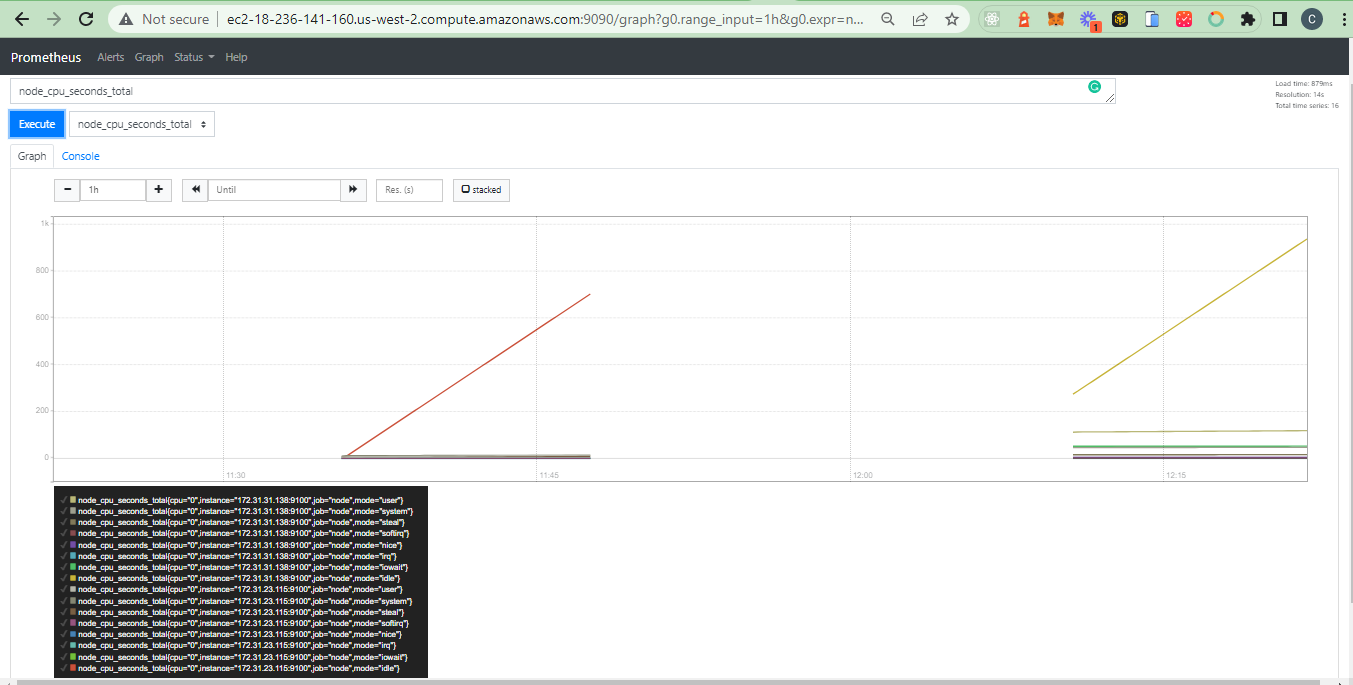 Not secure ec2-18-236-141-160.us-west-2.compute.amazonaws.com:9090/graph?g0.range_input=1h&g0.expr=n... 1 C
Prometheus Alerts Graph Status Help
node_cpu_seconds_total
Load time: 879ms
Resolution: 14s
Total time series: 16
Execute node_cpu_seconds_total
Graph Console
1h Until Res. (s) stacked
1k
800
600
400
200
0
11:30 11:45 12:00 12:15
node_cpu_seconds_total{cpu="0",instance="172.31.31.138:9100",job="node",mode="user"}
node_cpu_seconds_total{cpu="0",instance="172.31.31.138:9100",job="node",mode="system"}
node_cpu_seconds_total{cpu="0",instance="172.31.31.138:9100",job="node",mode="steal"}
node_cpu_seconds_total{cpu="0",instance="172.31.31.138:9100",job="node",mode="softirq"}
node_cpu_seconds_total{cpu="0",instance="172.31.31.138:9100",job="node",mode="nice"}
node_cpu_seconds_total{cpu="0",instance="172.31.31.138:9100",job="node",mode="irq"}
node_cpu_seconds_total{cpu="0",instance="172.31.31.138:9100",job="node",mode="iowait"}
node_cpu_seconds_total{cpu="0",instance="172.31.31.138:9100",job="node",mode="idle"}
node_cpu_seconds_total{cpu="0",instance="172.31.23.115:9100",job="node",mode="user"}
node_cpu_seconds_total{cpu="0",instance="172.31.23.115:9100",job="node",mode="system"}
node_cpu_seconds_total{cpu="0",instance="172.31.23.115:9100",job="node",mode="steal"}
node_cpu_seconds_total{cpu="0",instance="172.31.23.115:9100",job="node",mode="softirq"}
node_cpu_seconds_total{cpu="0",instance="172.31.23.115:9100",job="node",mode="nice"}
node_cpu_seconds_total{cpu="0",instance="172.31.23.115:9100",job="node",mode="irq"}
node_cpu_seconds_total{cpu="0",instance="172.31.23.115:9100",job="node",mode="iowait"}
node_cpu_seconds_total{cpu="0",instance="172.31.23.115:9100",job="node",mode="idle"}